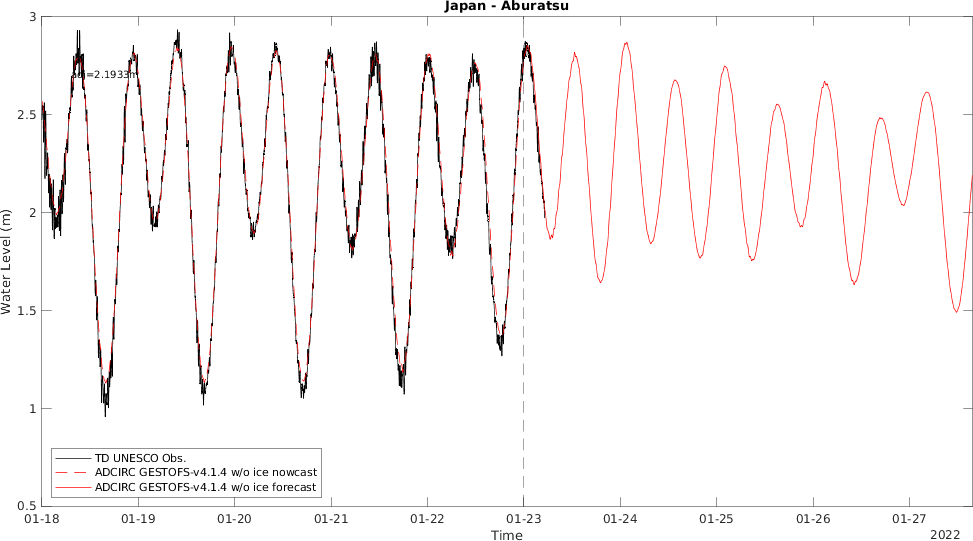 Japan - Aburatsu
=2.1933m
Water Level (m)
3
2.5
2
1.5
1
0.5
TD UNESCO Obs.
ADCIRC GESTOFS-v4.1.4 w/o ice nowcast
ADCIRC GESTOFS-v4.1.4 w/o ice forecast
01-18 01-19 01-20 01-21 01-22 01-23 01-24 01-25 01-26 01-27
Time
2022